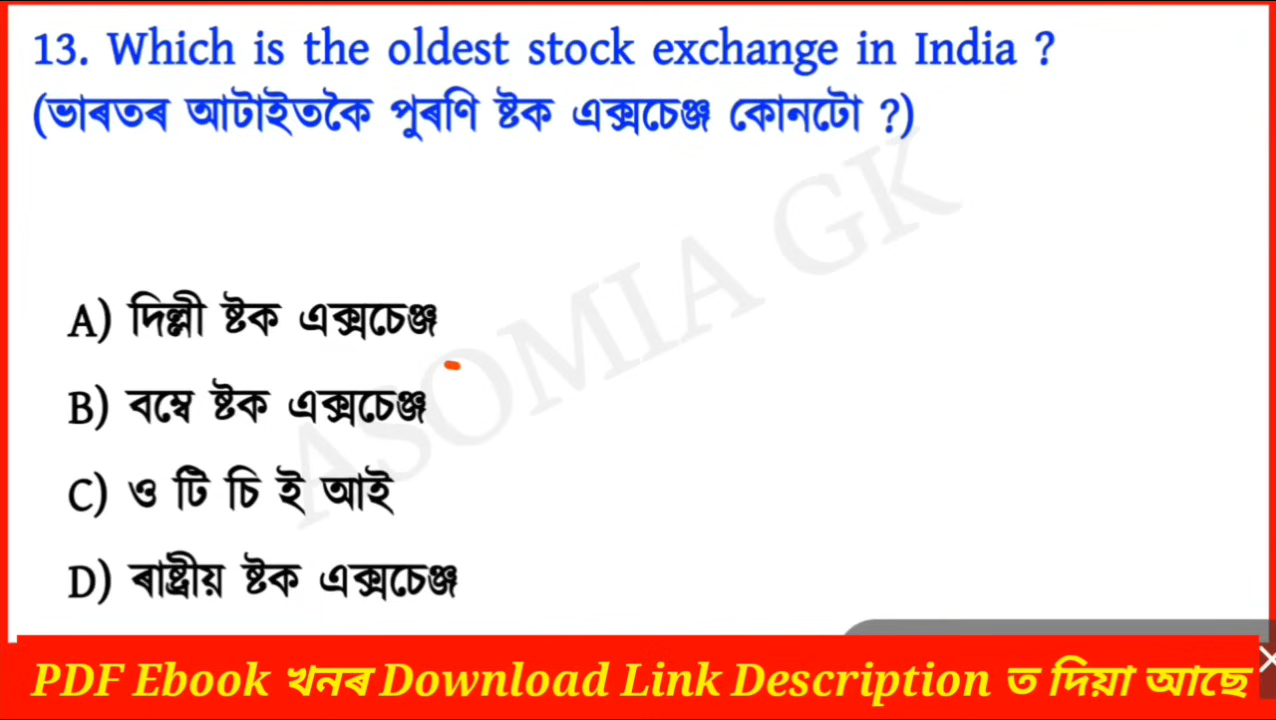 13. Which is the oldest stock exchange in India ?
(ভাৰতৰ আটাইতকৈ পুৰণি ষ্টক এক্সচেঞ্জ কোনটো ?)
ASOMIA GK
A) দিল্লী ষ্টক এক্সচেঞ্জ
B) বম্বে ষ্টক এক্সচেঞ্জ
C) ও টি চি ই আই
D) ৰাষ্ট্ৰীয় ষ্টক এক্সচেঞ্জ
PDF Ebook খনৰ Download Link Description ত দিয়া আছে